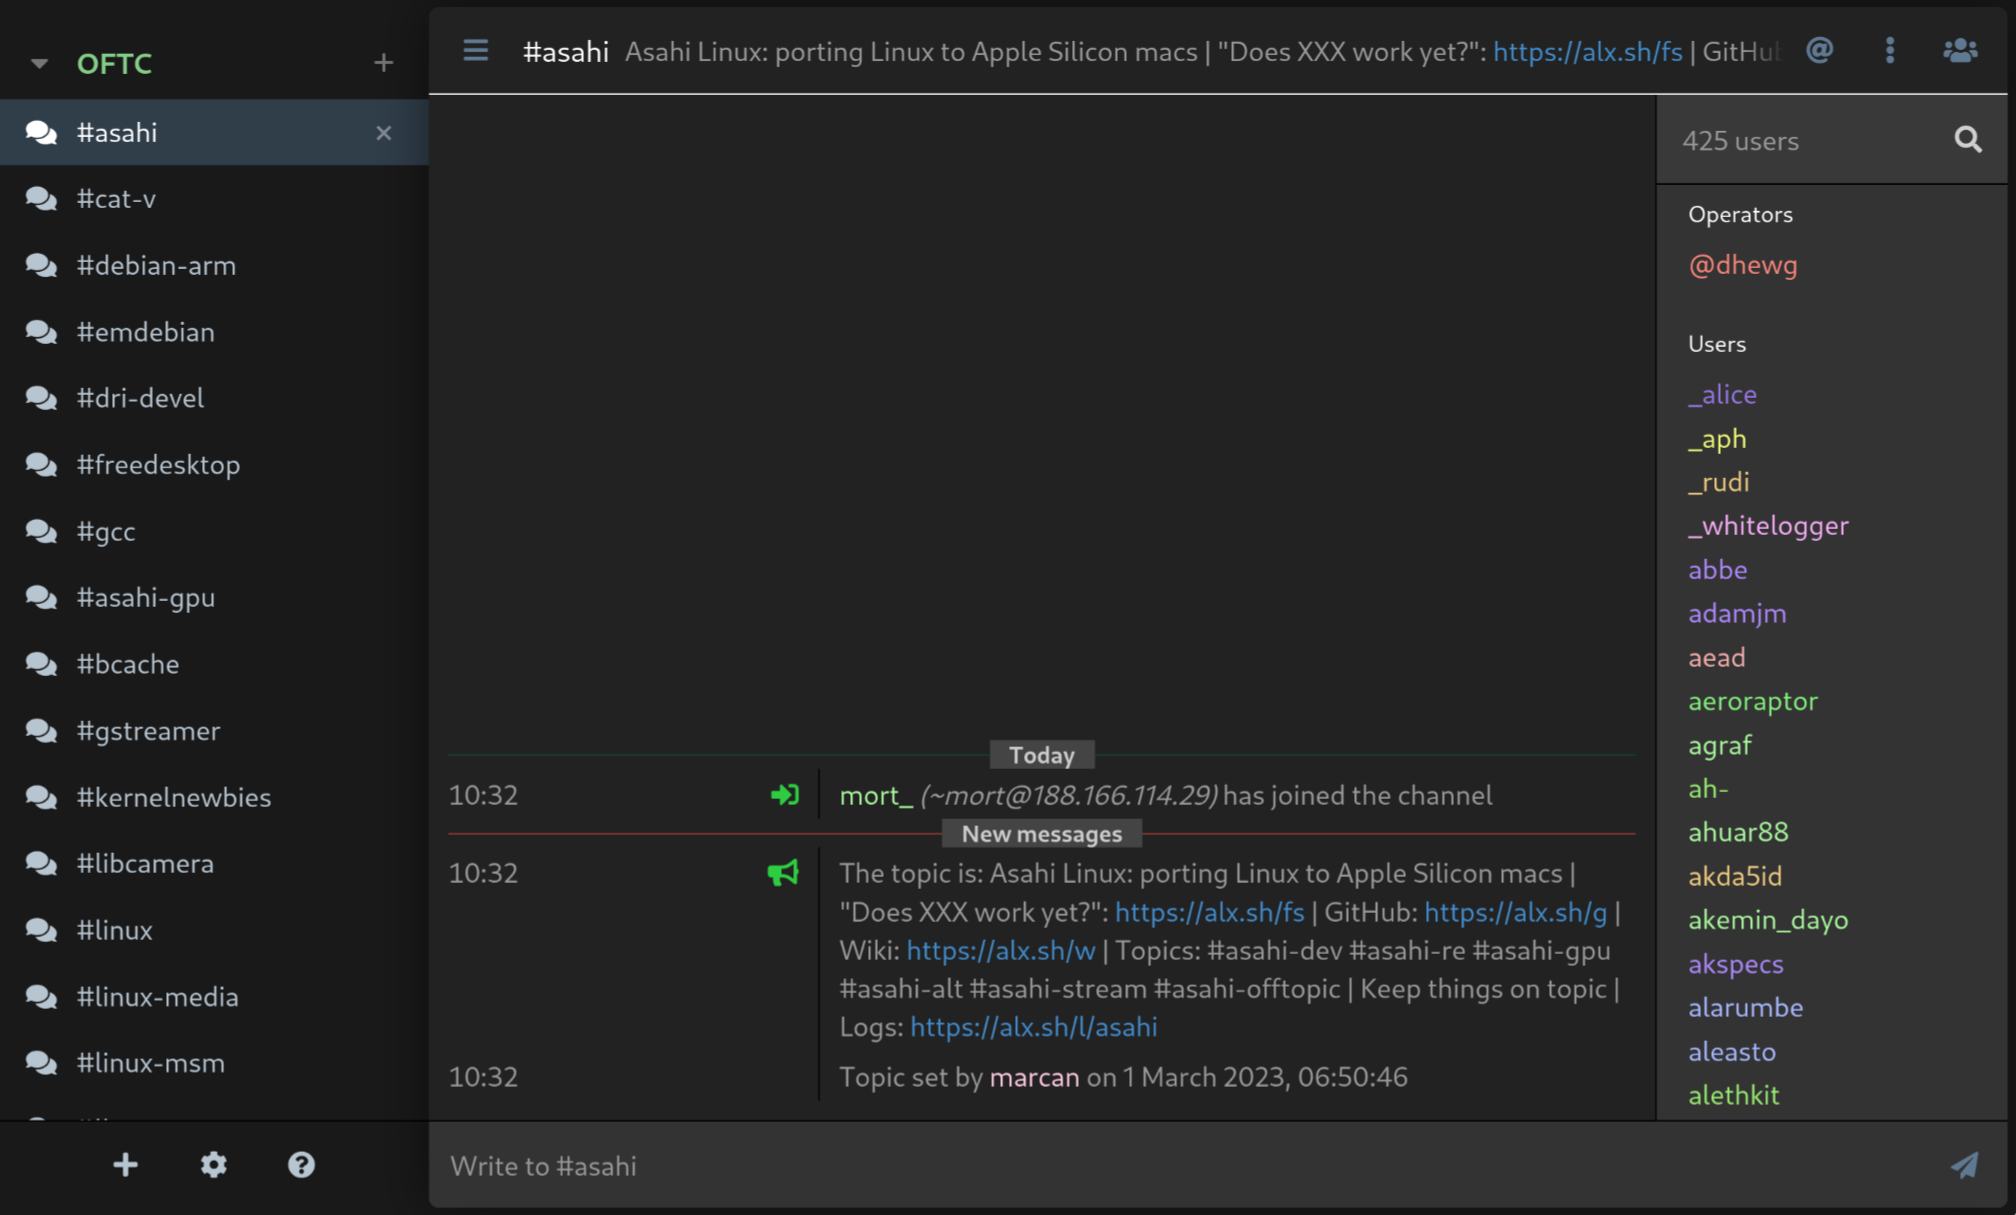 OFTC
#asahi
#cat-v
#debian-arm
#emdebian
#dri-devel
#freedesktop
#gcc
#asahi-gpu
#bcache
#gstreamer
#kernelnewbies
#libcamera
#linux
#linux-media
#linux-msm
#asahi Asahi Linux: porting Linux to Apple Silicon macs | "Does XXX work yet?": https://alx.sh/fs | GitHub
Today
10:32 mort_ (~mort@188.166.114.29) has joined the channel
New messages
10:32 The topic is: Asahi Linux: porting Linux to Apple Silicon macs |
"Does XXX work yet?": https://alx.sh/fs | GitHub: https://alx.sh/g |
Wiki: https://alx.sh/w | Topics: #asahi-dev #asahi-re #asahi-gpu
#asahi-alt #asahi-stream #asahi-offtopic | Keep things on topic |
Logs: https://alx.sh/l/asahi
10:32 Topic set by marcan on 1 March 2023, 06:50:46
Write to #asahi
425 users
Operators
@dhewg
Users
_alice
_aph
_rudi
_whitelogger
abbe
adamjm
aead
aeroraptor
agraf
ah-
ahuar88
akda5id
akemin_dayo
akspecs
alarumbe
aleasto
alethkit